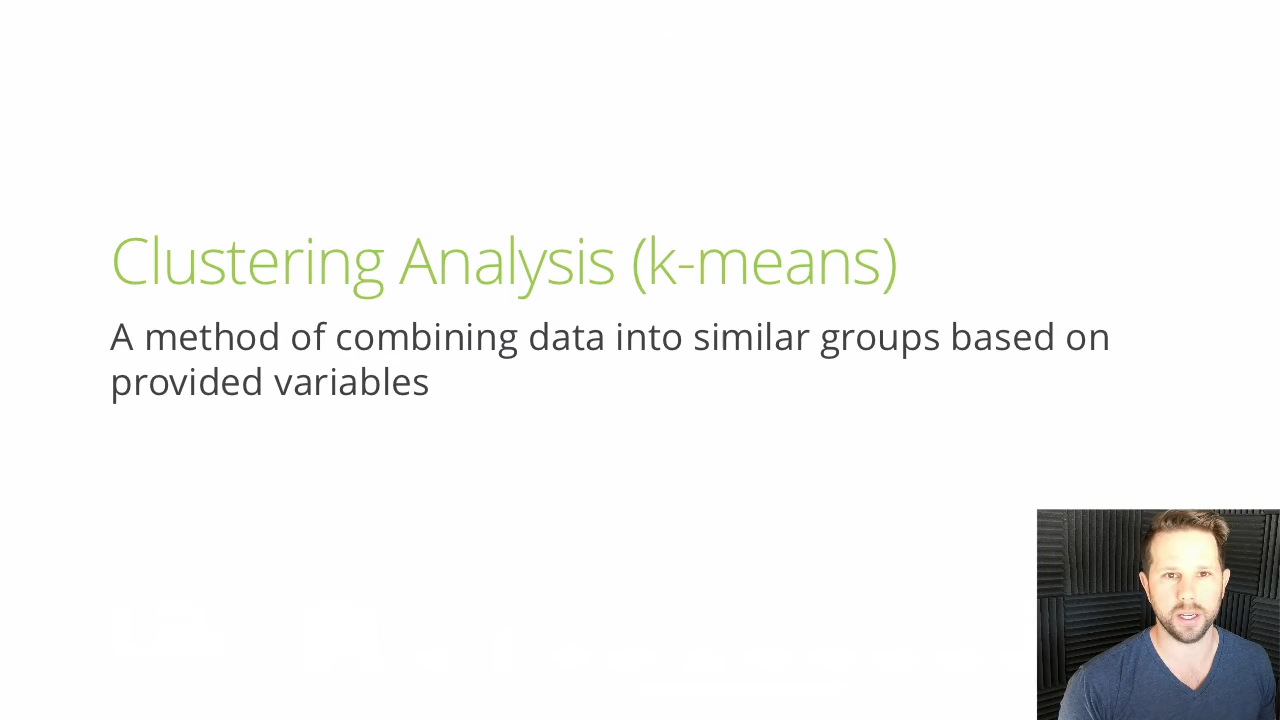 Clustering Analysis (k-means)
A method of combining data into similar groups based on
provided variables